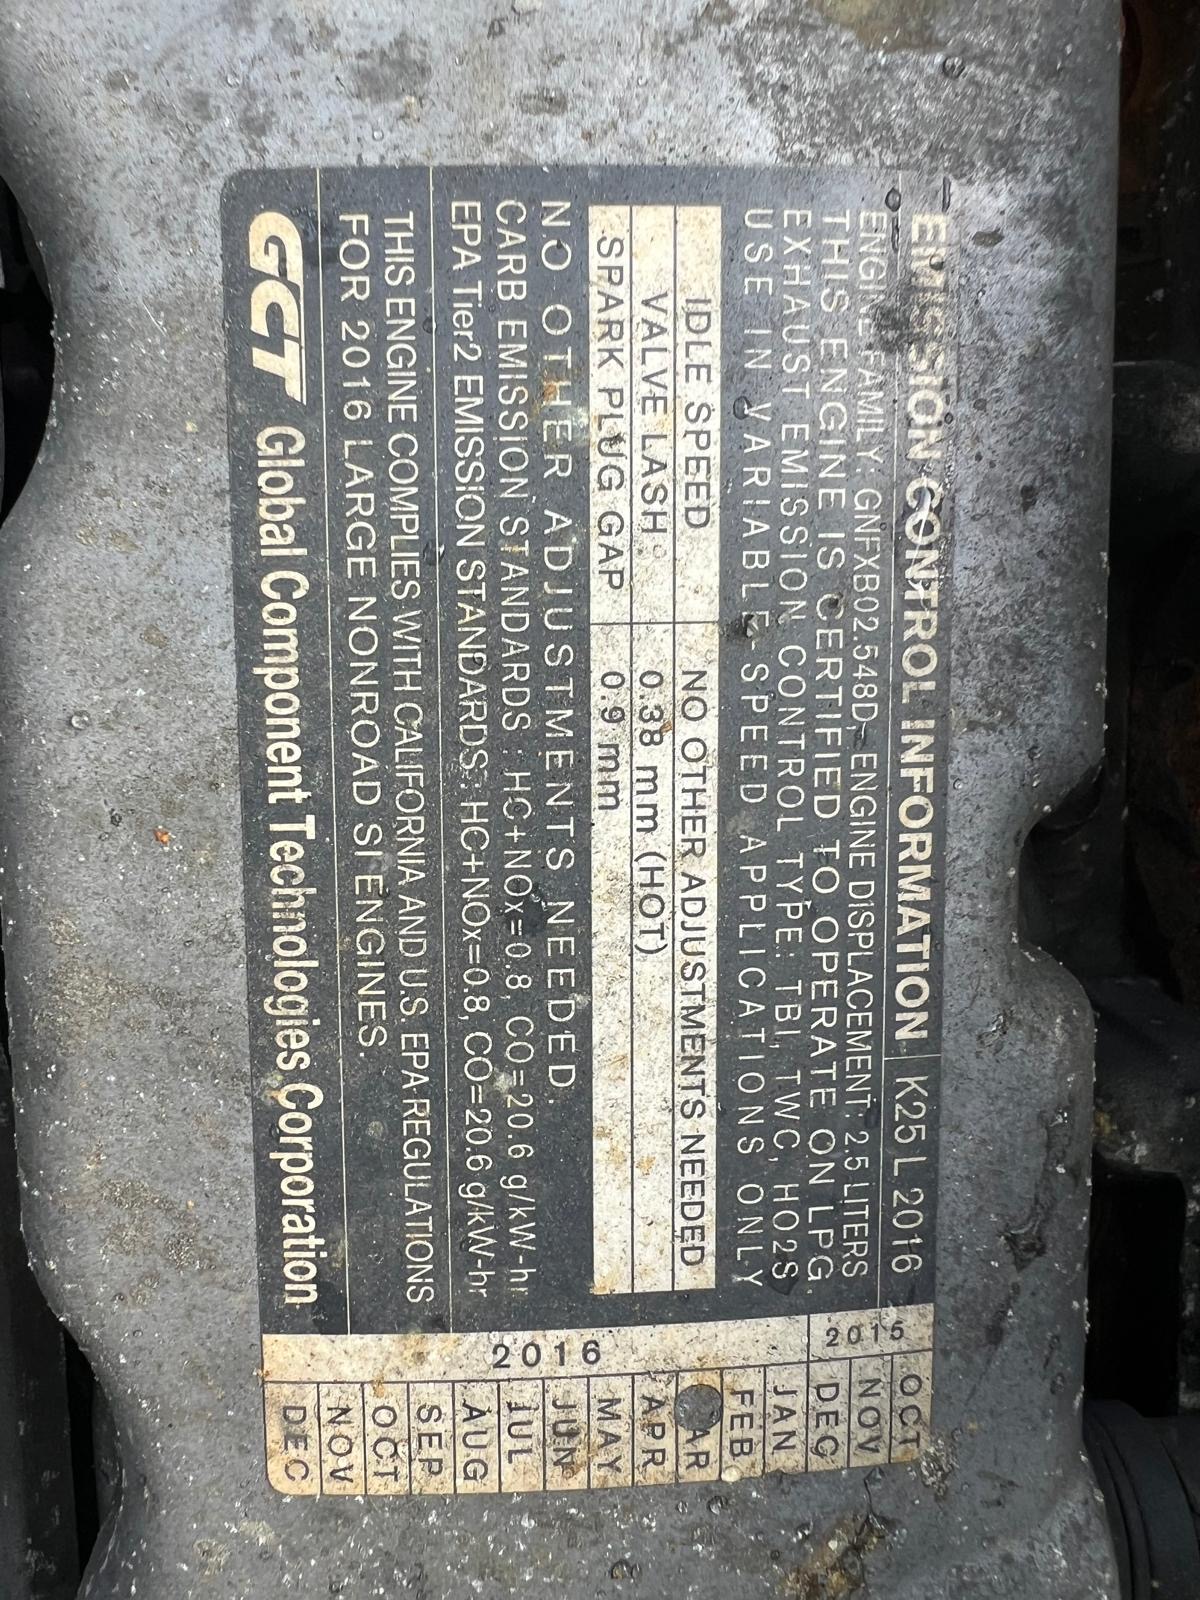 EMISSION CONTROL INFORMATION K25 L 2016
ENGINE FAMILY: GNFXB02.548D, ENGINE DISPLACEMENT: 2.5 LITERS
THIS ENGINE IS CERTIFIED TO OPERATE ON LPG.
EXHAUST EMISSION CONTROL TYPE: TBI, TWC, HO2S
USE IN VARIABLE-SPEED APPLICATIONS ONLY
IDLE SPEED NO OTHER ADJUSTMENTS NEEDED
VALVE LASH 0.38 mm (HOT)
SPARK PLUG GAP 0.9 mm
NO OTHER ADJUSTMENTS NEEDED.
CARB EMISSION STANDARDS : HC+NOx=0.8, CO=20.6 g/kW-hr
EPA Tier2 EMISSION STANDARDS : HC+NOx=0.8, CO=20.6 g/kW-hr
THIS ENGINE COMPLIES WITH CALIFORNIA AND U.S. EPA REGULATIONS
FOR 2016 LARGE NONROAD SI ENGINES.
GCT Global Component Technologies Corporation
2015
OCT
NOV
DEC
2016
JAN
FEB
AR
APR
MAY
JUN
JUL
AUG
SEP
OCT
NOV
DEC